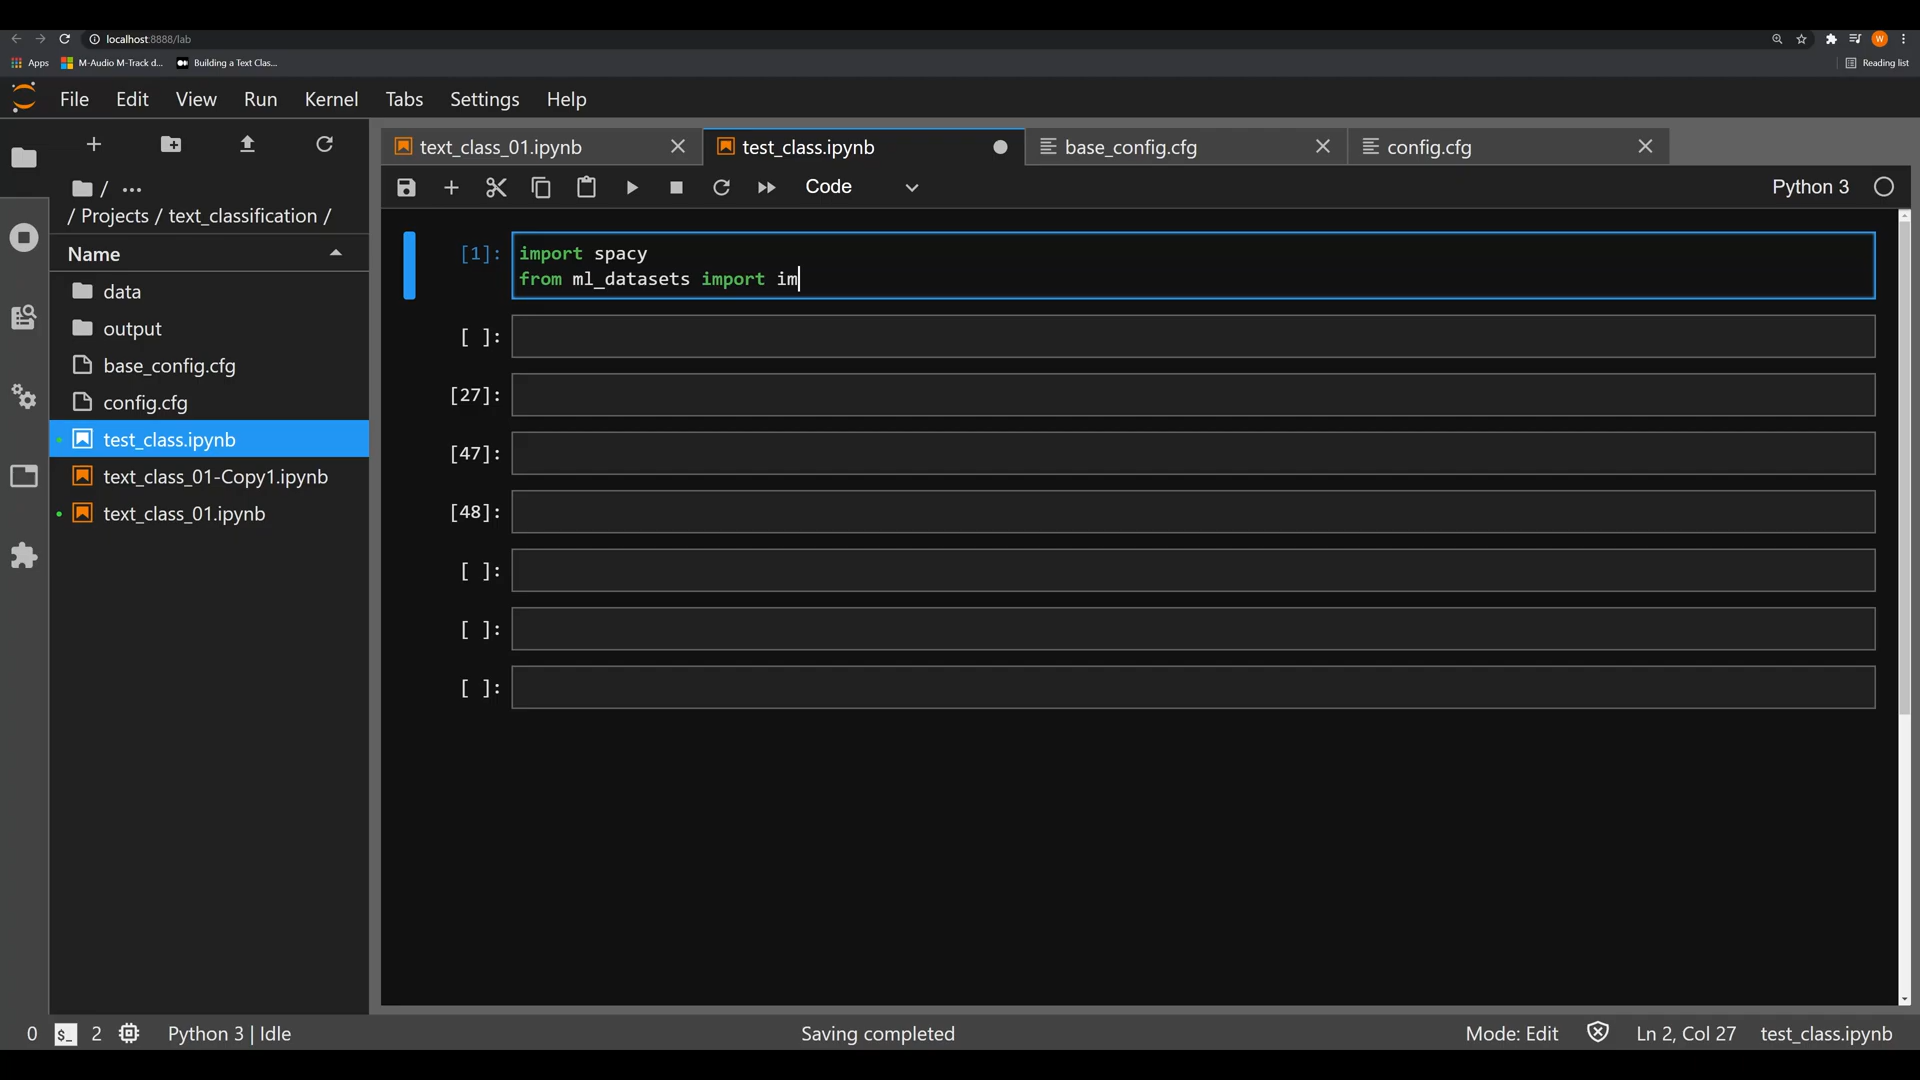 localhost:8888/lab
Apps M-Audio M-Track d... Building a Text Clas... Reading list
W
File Edit View Run Kernel Tabs Settings Help
text_class_01.ipynb test_class.ipynb base_config.cfg config.cfg
Code Python 3
/ ...
/ Projects / text_classification /
Name
data
output
base_config.cfg
config.cfg
test_class.ipynb
text_class_01-Copy1.ipynb
text_class_01.ipynb
[1]: import spacy
from ml_datasets import im
[ ]:
[27]:
[47]:
[48]:
[ ]:
[ ]:
[ ]:
0 $_ 2 Python 3 | Idle Saving completed Mode: Edit Ln 2, Col 27 test_class.ipynb